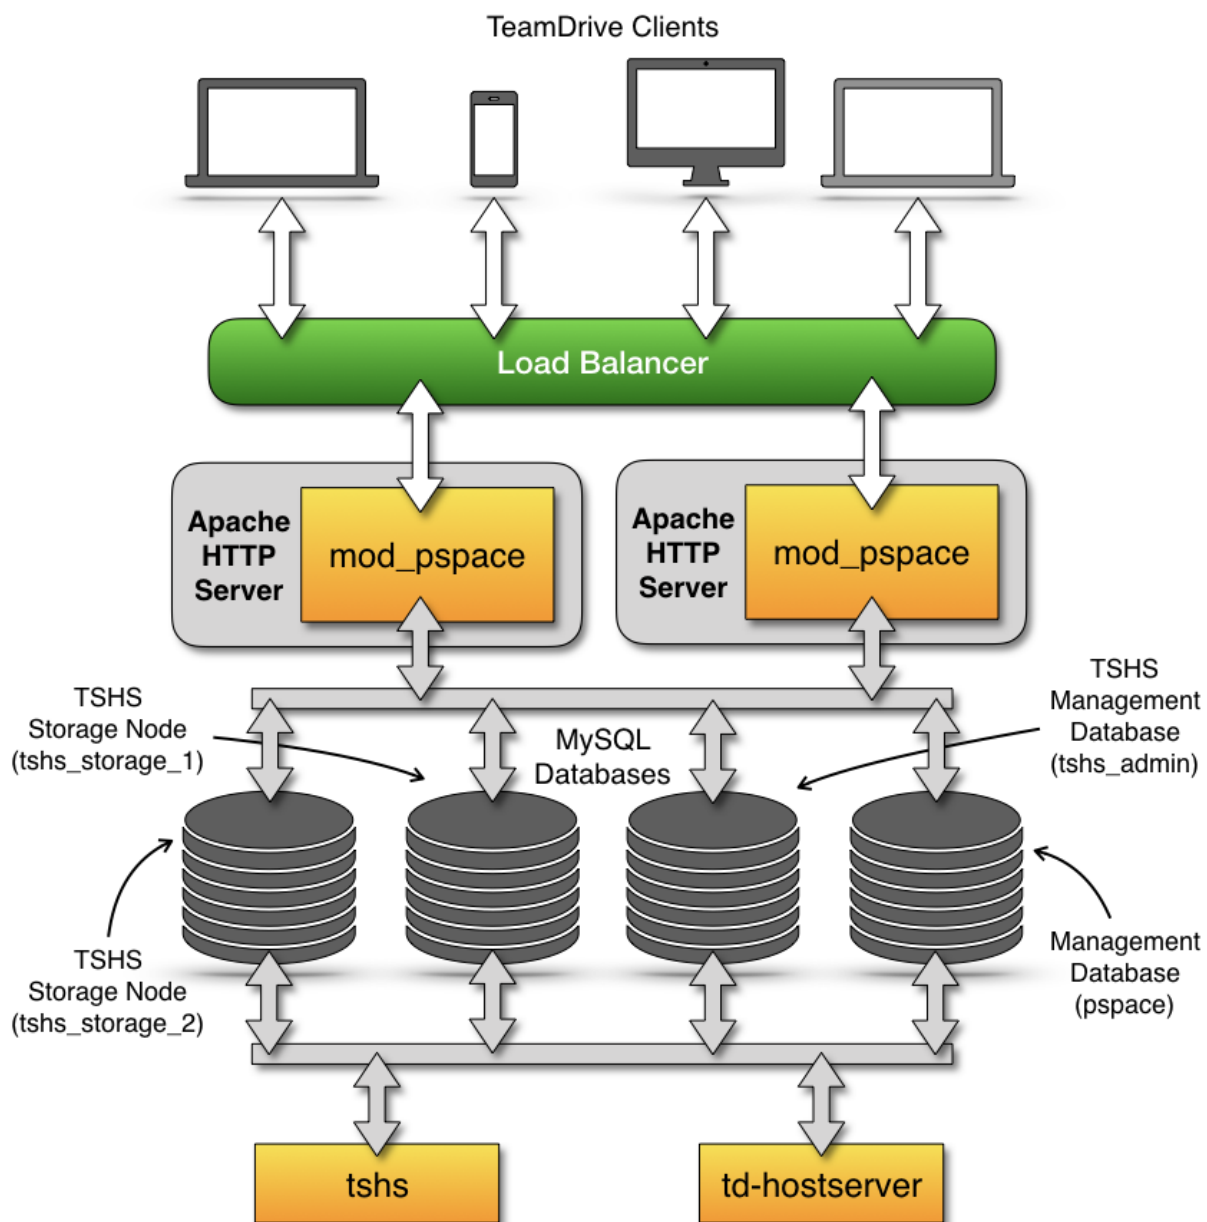 TeamDrive Clients
Load Balancer
Apache
HTTP
Server
mod_pspace
Apache
HTTP
Server
mod_pspace
TSHS
Storage Node
(tshs_storage_1)
MySQL
Databases
TSHS
Management
Database
(tshs_admin)
TSHS
Storage Node
(tshs_storage_2)
Management
Database
(pspace)
tshs
td-hostserver